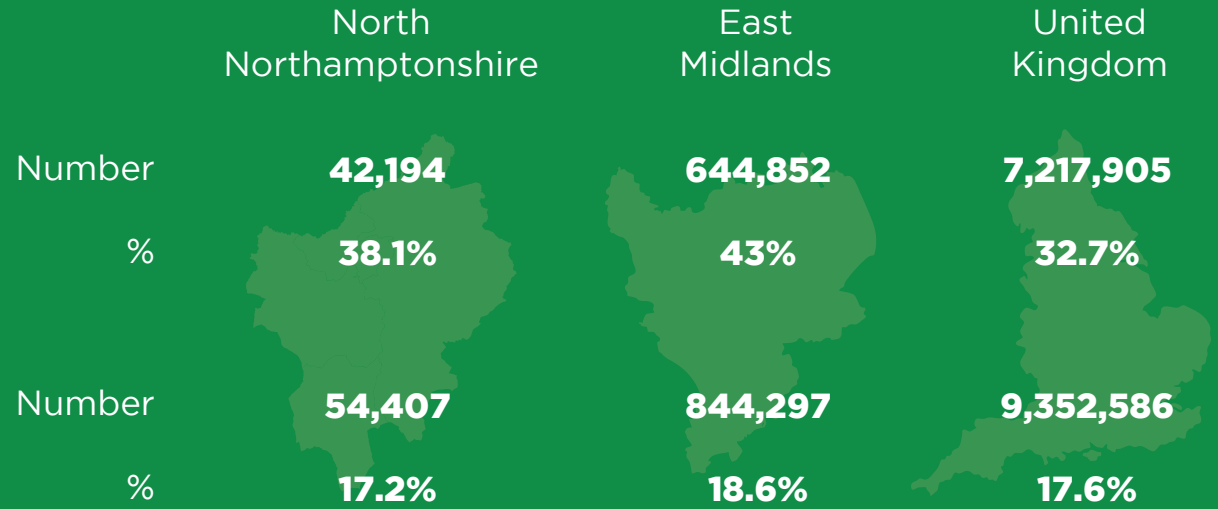 North Northamptonshire
East Midlands
United Kingdom
Number 42,194 644,852 7,217,905
% 38.1% 43% 32.7%
Number 54,407 844,297 9,352,586
% 17.2% 18.6% 17.6%